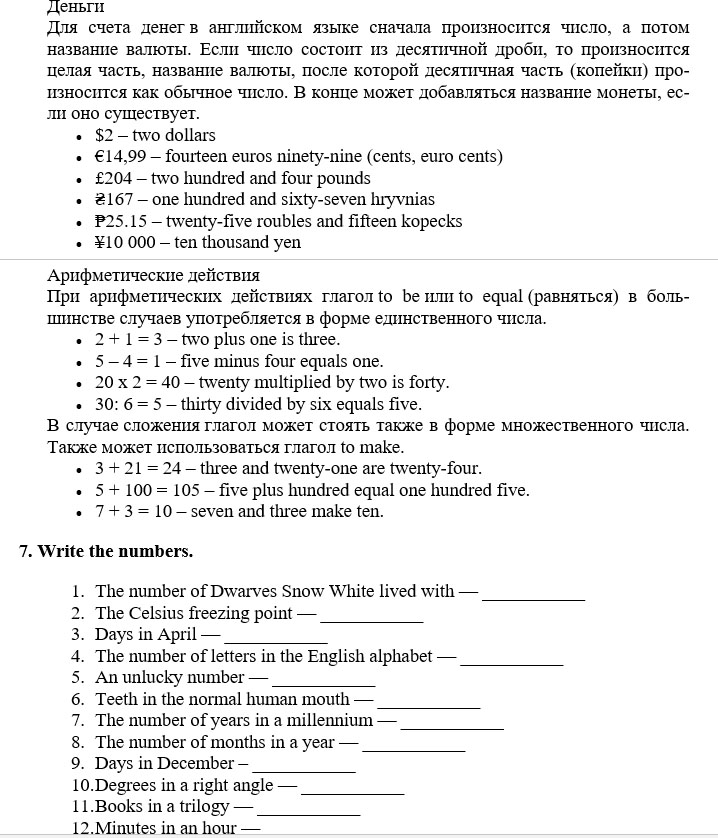 Деньги
Для счета денег в английском языке сначала произносится число, а потом
название валюты. Если число состоит из десятичной дроби, то произносится
целая часть, название валюты, после которой десятичная часть (копейки) про-
износится как обычное число. В конце может добавляться название монеты, ес-
ли оно существует.
• $2 – two dollars
• €14,99 – fourteen euros ninety-nine (cents, euro cents)
• £204 – two hundred and four pounds
• ₴167 – one hundred and sixty-seven hryvnias
• ₽25.15 – twenty-five roubles and fifteen kopecks
• ¥10 000 – ten thousand yen
Арифметические действия
При арифметических действиях глагол to be или to equal (равняться) в боль-
шинстве случаев употребляется в форме единственного числа.
• 2 + 1 = 3 – two plus one is three.
• 5 – 4 = 1 – five minus four equals one.
• 20 x 2 = 40 – twenty multiplied by two is forty.
• 30: 6 = 5 – thirty divided by six equals five.
В случае сложения глагол может стоять также в форме множественного числа.
Также может использоваться глагол to make.
• 3 + 21 = 24 – three and twenty-one are twenty-four.
• 5 + 100 = 105 – five plus hundred equal one hundred five.
• 7 + 3 = 10 – seven and three make ten.
7. Write the numbers.
1. The number of Dwarves Snow White lived with — ___________
2. The Celsius freezing point — ___________
3. Days in April — ___________
4. The number of letters in the English alphabet — ___________
5. An unlucky number — ___________
6. Teeth in the normal human mouth — ___________
7. The number of years in a millennium — ___________
8. The number of months in a year — ___________
9. Days in December – ___________
10.Degrees in a right angle — ___________
11.Books in a trilogy — ___________
12.Minutes in an hour —